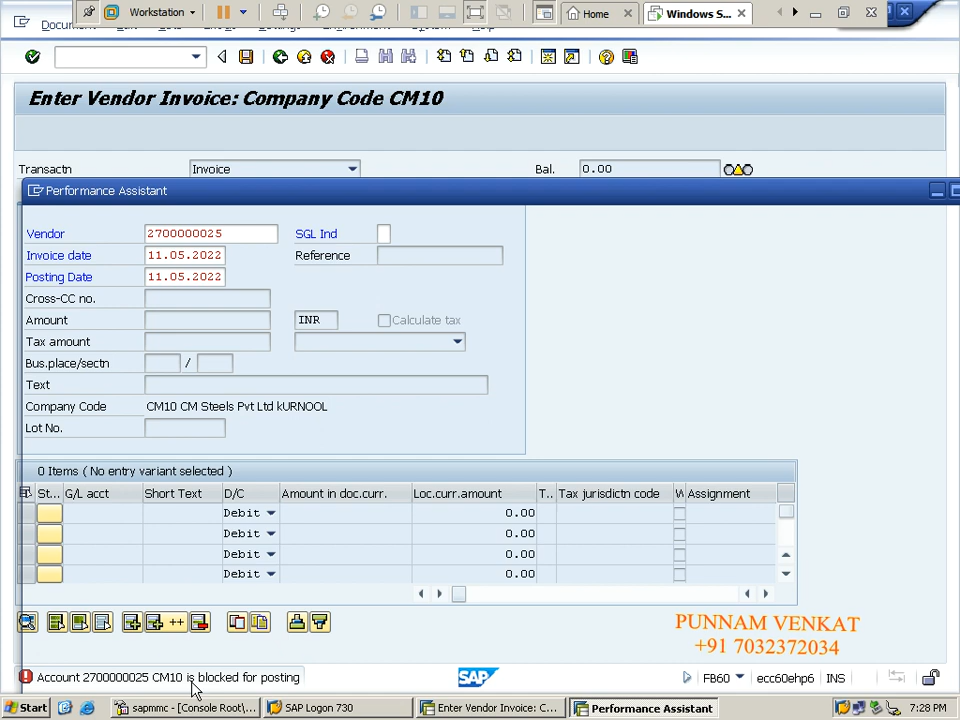 Workstation
Home
Windows S...
Enter Vendor Invoice: Company Code CM10
Transactn Invoice Bal. 0.00
Performance Assistant
Vendor 2700000025 SGL Ind
Invoice date 11.05.2022 Reference
Posting Date 11.05.2022
Cross-CC no.
Amount INR Calculate tax
Tax amount
Bus.place/sectn /
Text
Company Code CM10 CM Steels Pvt Ltd kURNOOL
Lot No.
0 Items ( No entry variant selected )
St... G/L acct Short Text D/C Amount in doc.curr. Loc.curr.amount T.. Tax jurisdictn code W Assignment
Debit 0.00
Debit 0.00
Debit 0.00
Debit 0.00
PUNNAM VENKAT
+91 7032372034
Account 2700000025 CM10 is blocked for posting
SAP
FB60 ecc60ehp6 INS
Start
sapmmc - [Console Root\...
SAP Logon 730
Enter Vendor Invoice: C...
Performance Assistant
7:28 PM